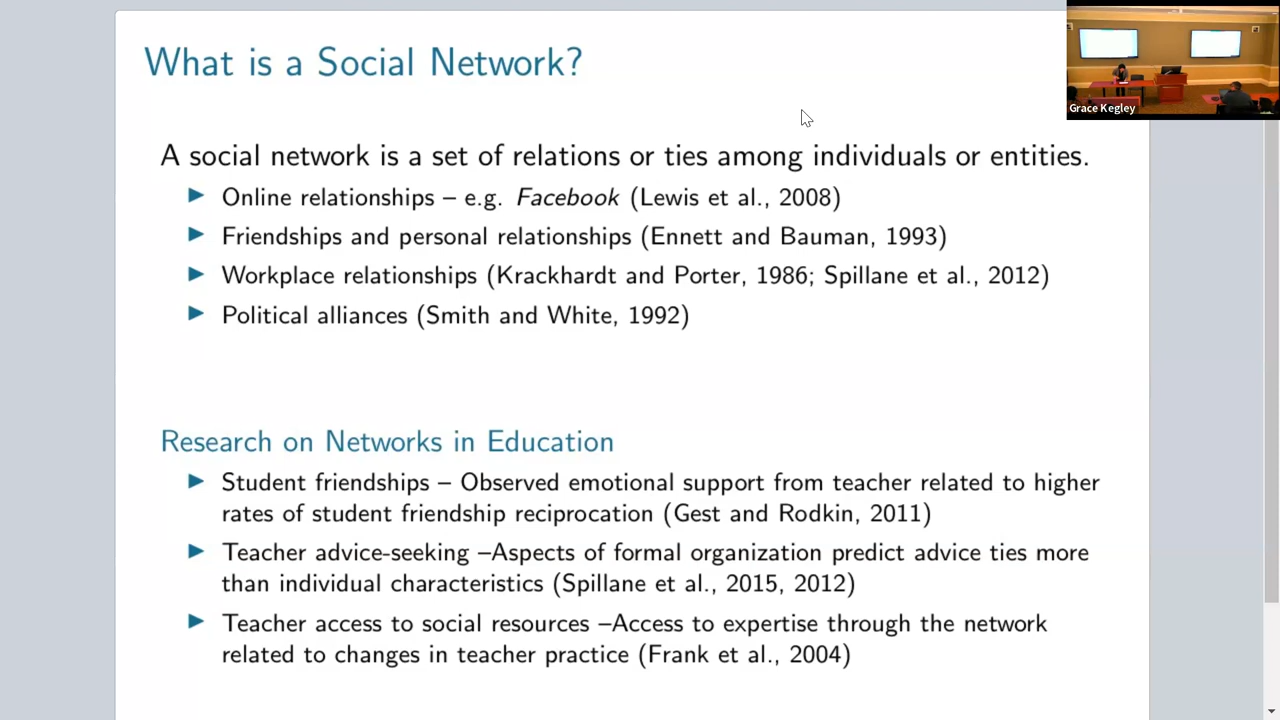 What is a Social Network?
Grace Kegley
A social network is a set of relations or ties among individuals or entities.
► Online relationships – e.g. Facebook (Lewis et al., 2008)
► Friendships and personal relationships (Ennett and Bauman, 1993)
► Workplace relationships (Krackhardt and Porter, 1986; Spillane et al., 2012)
► Political alliances (Smith and White, 1992)
Research on Networks in Education
► Student friendships – Observed emotional support from teacher related to higher
rates of student friendship reciprocation (Gest and Rodkin, 2011)
► Teacher advice-seeking –Aspects of formal organization predict advice ties more
than individual characteristics (Spillane et al., 2015, 2012)
► Teacher access to social resources –Access to expertise through the network
related to changes in teacher practice (Frank et al., 2004)